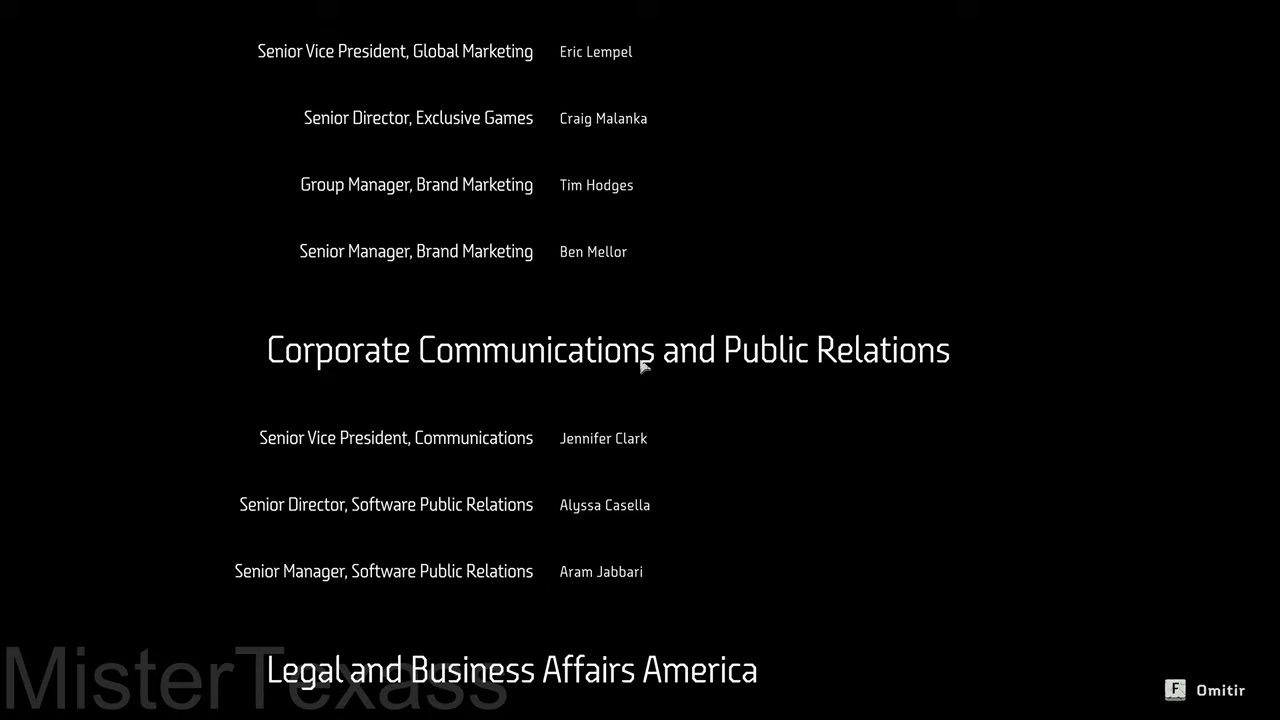 Senior Vice President, Global Marketing Eric Lempel
Senior Director, Exclusive Games Craig Malanka
Group Manager, Brand Marketing Tim Hodges
Senior Manager, Brand Marketing Ben Mellor
Corporate Communications and Public Relations
Senior Vice President, Communications Jennifer Clark
Senior Director, Software Public Relations Alyssa Casella
Senior Manager, Software Public Relations Aram Jabbari
Legal and Business Affairs America
MisterTexass
F Omitir